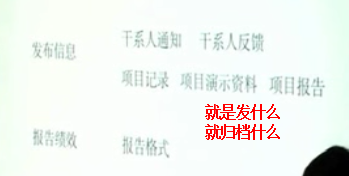 干系人通知 干系人反馈
发布信息
项目记录 项目演示资料 项目报告
就是发什么
就归档什么
报告绩效 报告格式